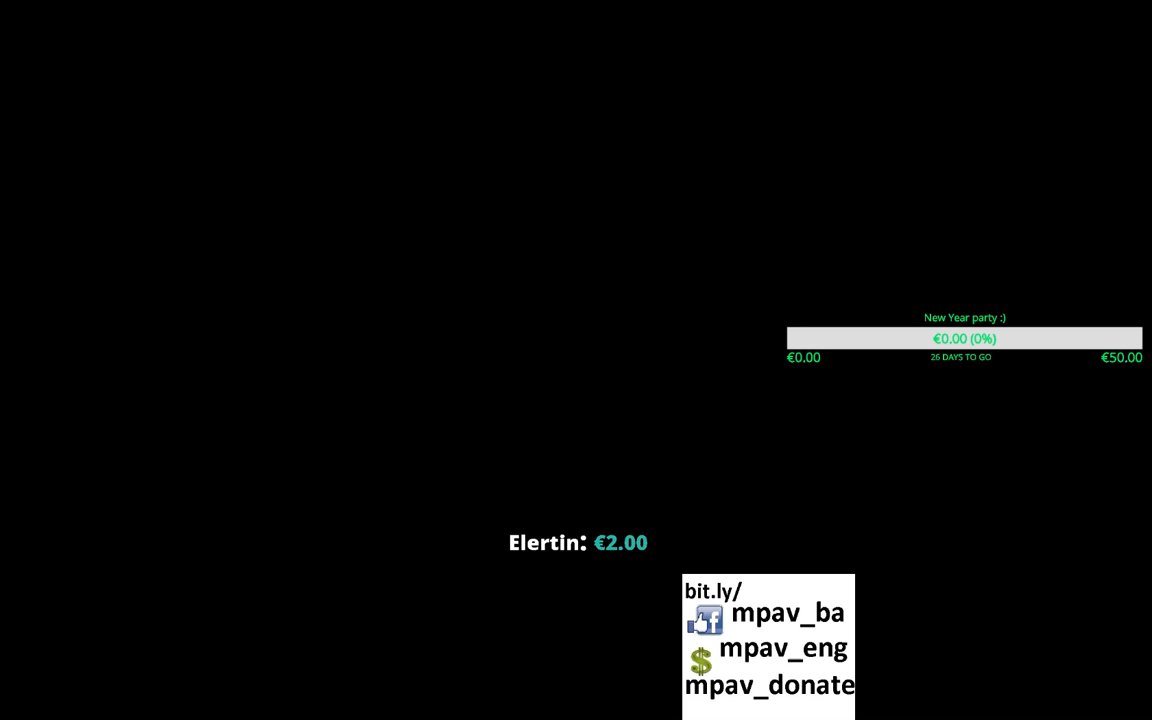 New Year party :)
€0.00 (0%)
€0.00 26 DAYS TO GO €50.00
Elertin: €2.00
bit.ly/
mpav_ba
mpav_eng
mpav_donate